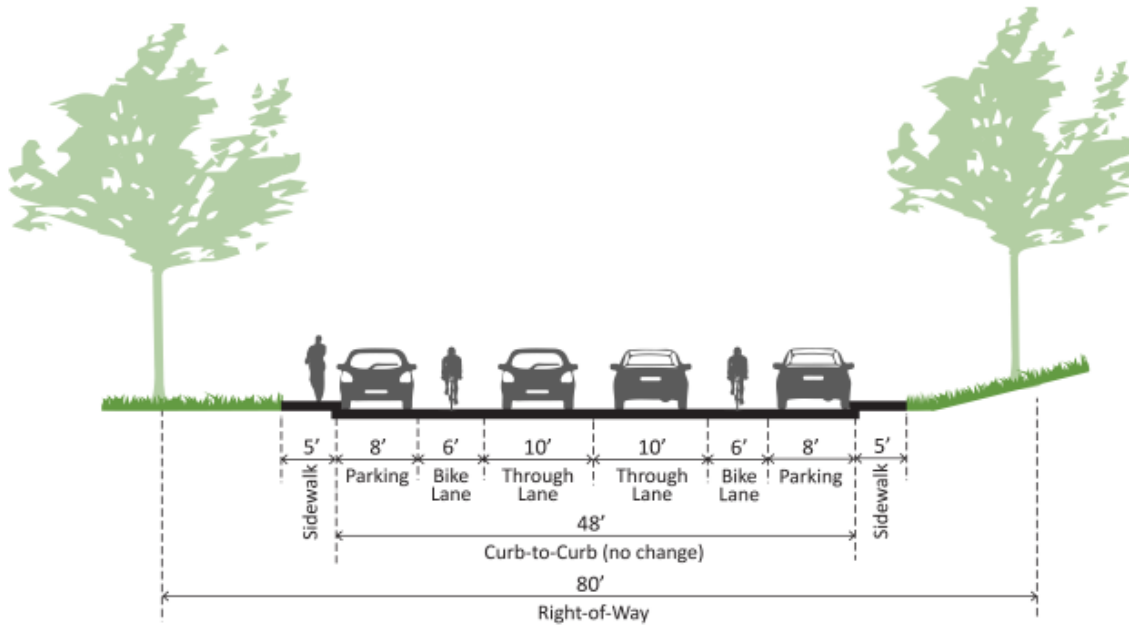 5’ 8’ 6’ 10’ 10’ 6’ 8’ 5’
Sidewalk
Parking
Bike
Lane
Through
Lane
Through
Lane
Bike
Lane
Parking
Sidewalk
48’
Curb-to-Curb (no change)
80’
Right-of-Way